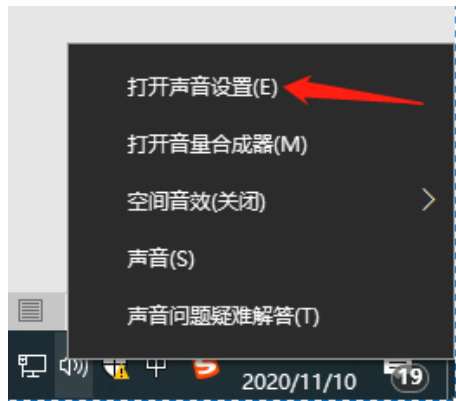 打开声音设置(E)
打开音量合成器(M)
空间音效(关闭)
声音(S)
声音问题疑难解答(T)
中
2020/11/10
19